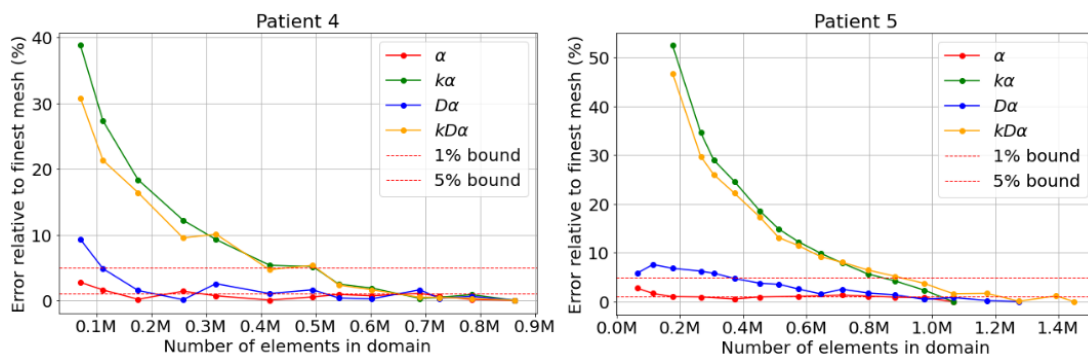 Patient 4
Error relative to finest mesh (%)
40
30
20
10
0
α
kα
Dα
kDα
1% bound
5% bound
0.1M 0.2M 0.3M 0.4M 0.5M 0.6M 0.7M 0.8M 0.9M
Number of elements in domain
Patient 5
Error relative to finest mesh (%)
50
40
30
20
10
0
α
kα
Dα
kDα
1% bound
5% bound
0.0M 0.2M 0.4M 0.6M 0.8M 1.0M 1.2M 1.4M
Number of elements in domain